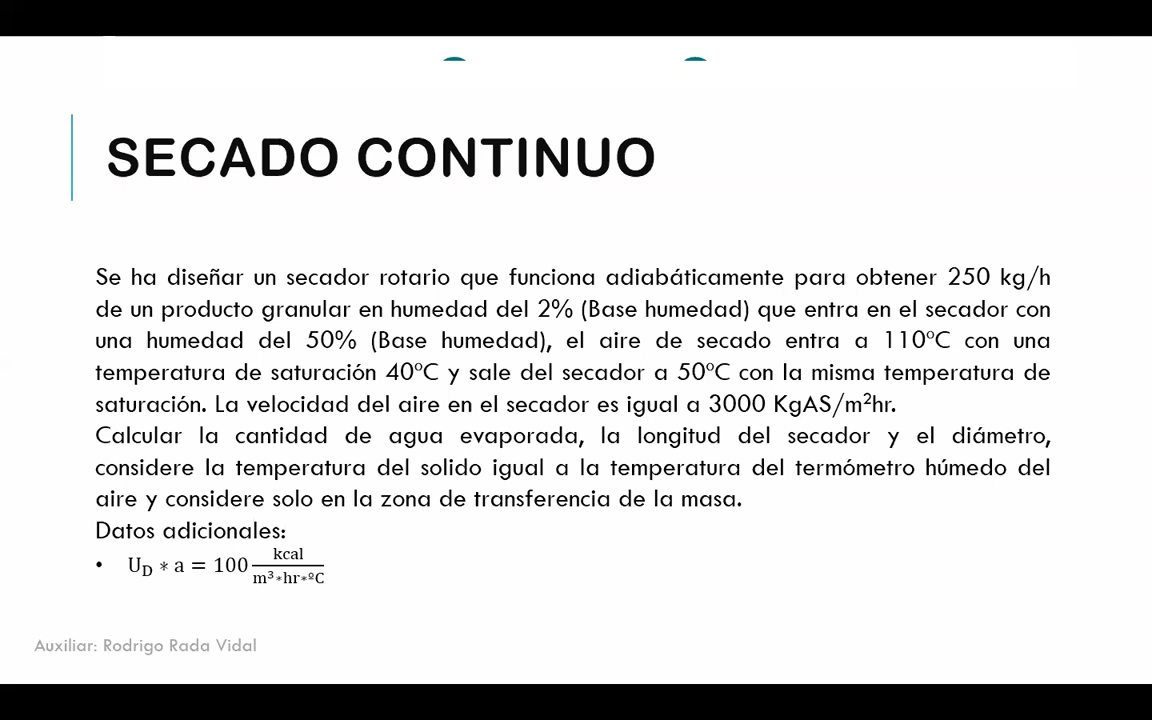 SECADO CONTINUO
Se ha diseñar un secador rotario que funciona adiabáticamente para obtener 250 kg/h
de un producto granular en humedad del 2% (Base humedad) que entra en el secador con
una humedad del 50% (Base humedad), el aire de secado entra a 110ºC con una
temperatura de saturación 40ºC y sale del secador a 50ºC con la misma temperatura de
saturación. La velocidad del aire en el secador es igual a 3000 KgAS/m²hr.
Calcular la cantidad de agua evaporada, la longitud del secador y el diámetro,
considere la temperatura del solido igual a la temperatura del termómetro húmedo del
aire y considere solo en la zona de transferencia de la masa.
Datos adicionales:
• U_D ∗ a = 100 kcal/m³∗hr∗ºC
Auxiliar: Rodrigo Rada Vidal